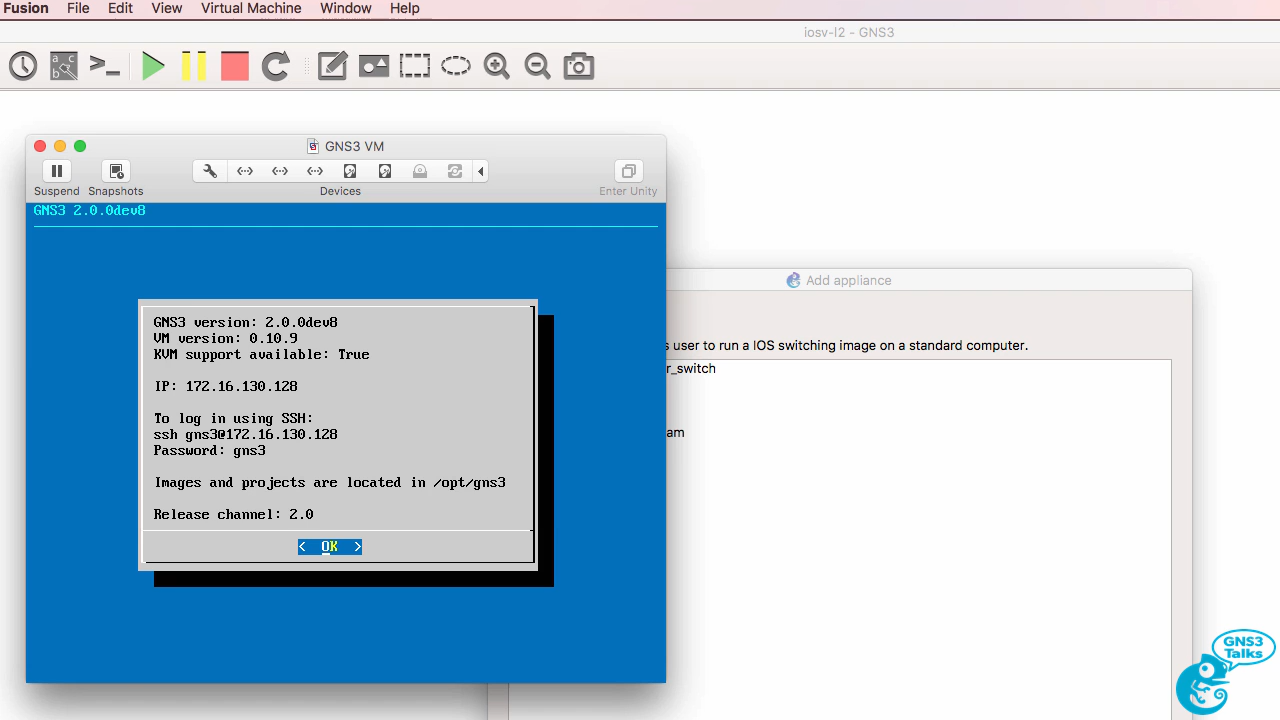 Fusion File Edit View Virtual Machine Window Help
iosv-l2 - GNS3
GNS3 VM
Suspend Snapshots Devices Enter Unity
GNS3 2.0.0dev8
Add appliance
GNS3 version: 2.0.0dev8
VM version: 0.10.9
KVM support available: True
IP: 172.16.130.128
To log in using SSH:
ssh gns3@172.16.130.128
Password: gns3
Images and projects are located in /opt/gns3
Release channel: 2.0
< OK >
s user to run a IOS switching image on a standard computer.
r_switch
am
GNS3
Talks